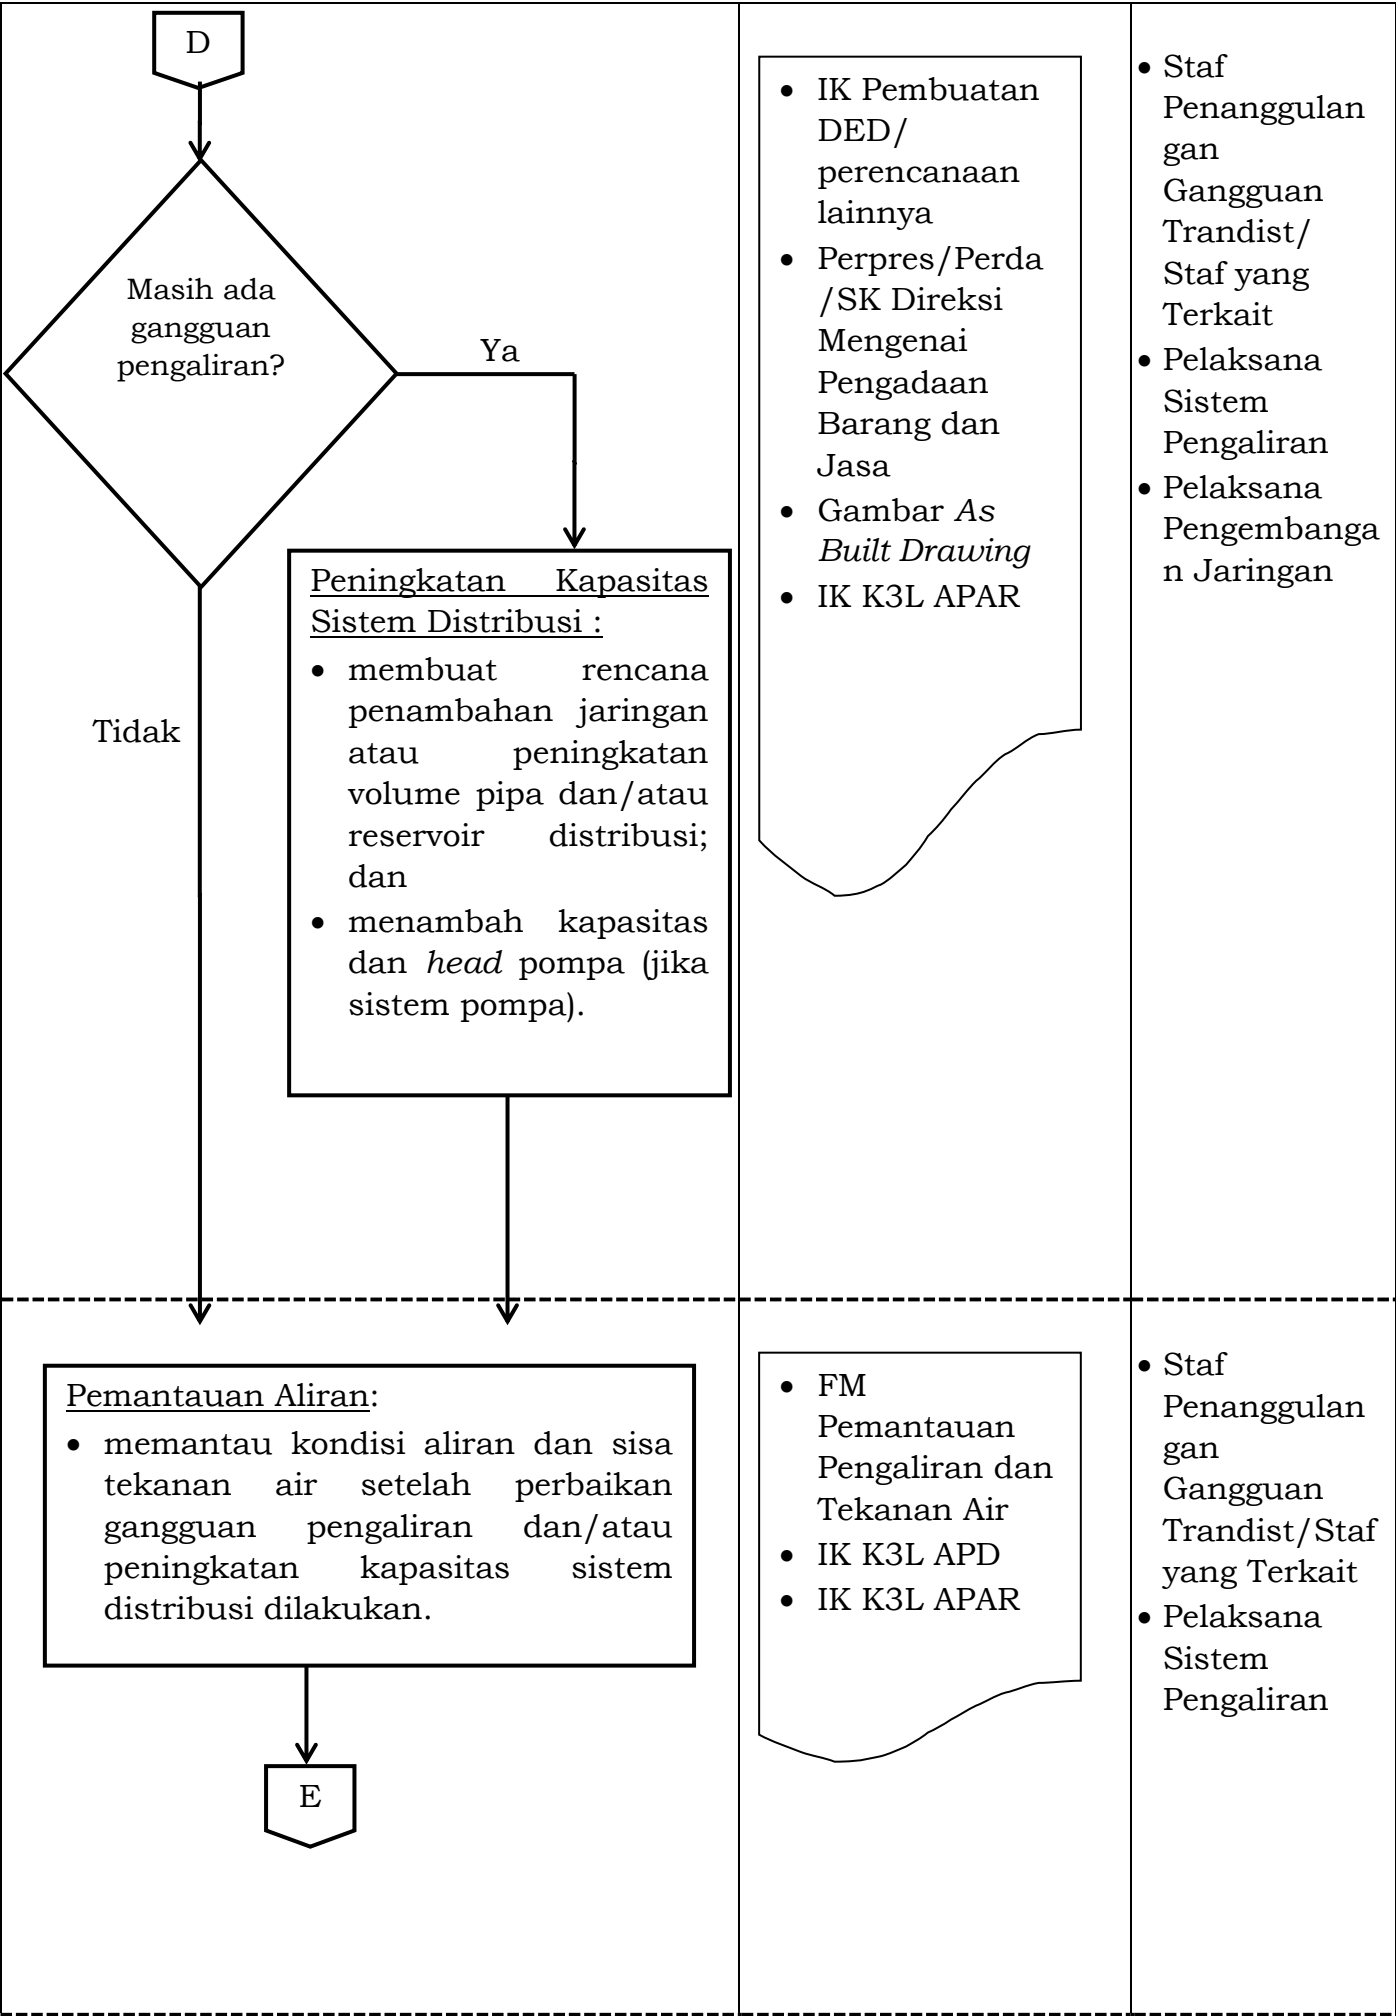 D
Masih ada
gangguan
pengaliran?
Ya
Tidak
Peningkatan Kapasitas
Sistem Distribusi :
• membuat rencana
penambahan jaringan
atau peningkatan
volume pipa dan/atau
reservoir distribusi;
dan
• menambah kapasitas
dan head pompa (jika
sistem pompa).
• IK Pembuatan
DED/
perencanaan
lainnya
• Perpres/Perda
/SK Direksi
Mengenai
Pengadaan
Barang dan
Jasa
• Gambar As
Built Drawing
• IK K3L APAR
• Staf
Penanggulan
gan
Gangguan
Trandist/
Staf yang
Terkait
• Pelaksana
Sistem
Pengaliran
• Pelaksana
Pengembanga
n Jaringan
Pemantauan Aliran:
• memantau kondisi aliran dan sisa
tekanan air setelah perbaikan
gangguan pengaliran dan/atau
peningkatan kapasitas sistem
distribusi dilakukan.
E
• FM
Pemantauan
Pengaliran dan
Tekanan Air
• IK K3L APD
• IK K3L APAR
• Staf
Penanggulan
gan
Gangguan
Trandist/Staf
yang Terkait
• Pelaksana
Sistem
Pengaliran